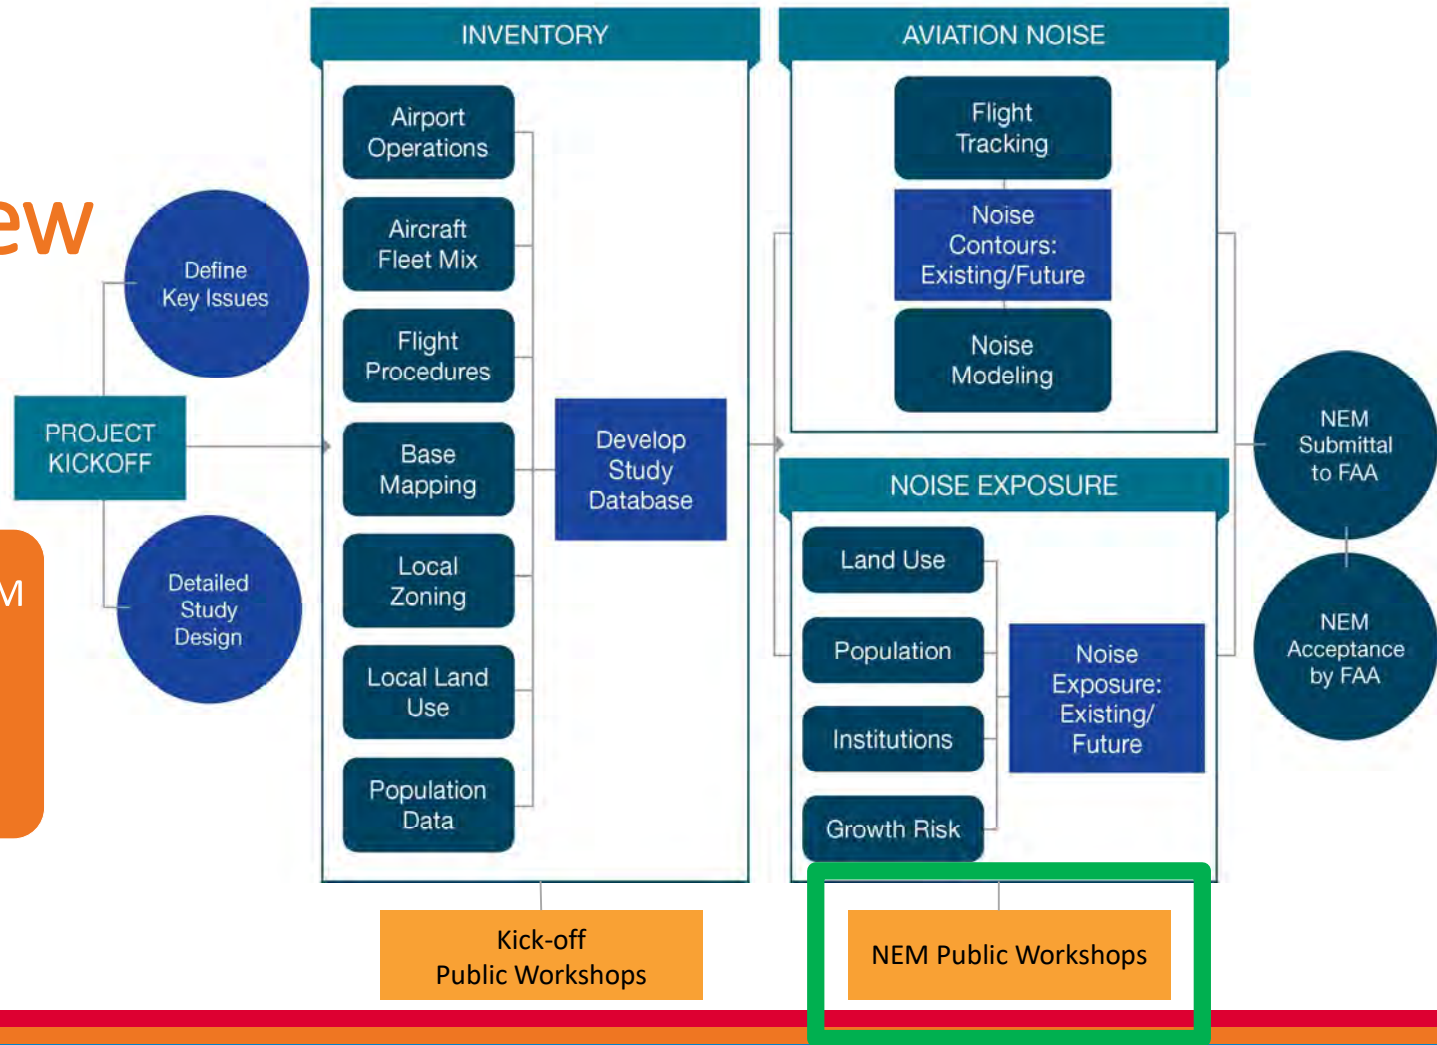 ew
M
PROJECT
KICKOFF
Define
Key Issues
Detailed
Study
Design
INVENTORY
Airport
Operations
Aircraft
Fleet Mix
Flight
Procedures
Base
Mapping
Local
Zoning
Local Land
Use
Population
Data
Develop
Study
Database
Kick-off
Public Workshops
AVIATION NOISE
Flight
Tracking
Noise
Contours:
Existing/Future
Noise
Modeling
NOISE EXPOSURE
Land Use
Population
Institutions
Growth Risk
Noise
Exposure:
Existing/
Future
NEM Public Workshops
NEM
Submittal
to FAA
NEM
Acceptance
by FAA